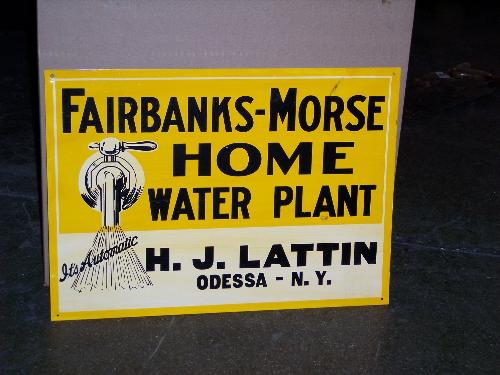 FAIRBANKS-MORSE
HOME
WATER PLANT
It's Automatic
H. J. LATTIN
ODESSA - N. Y.